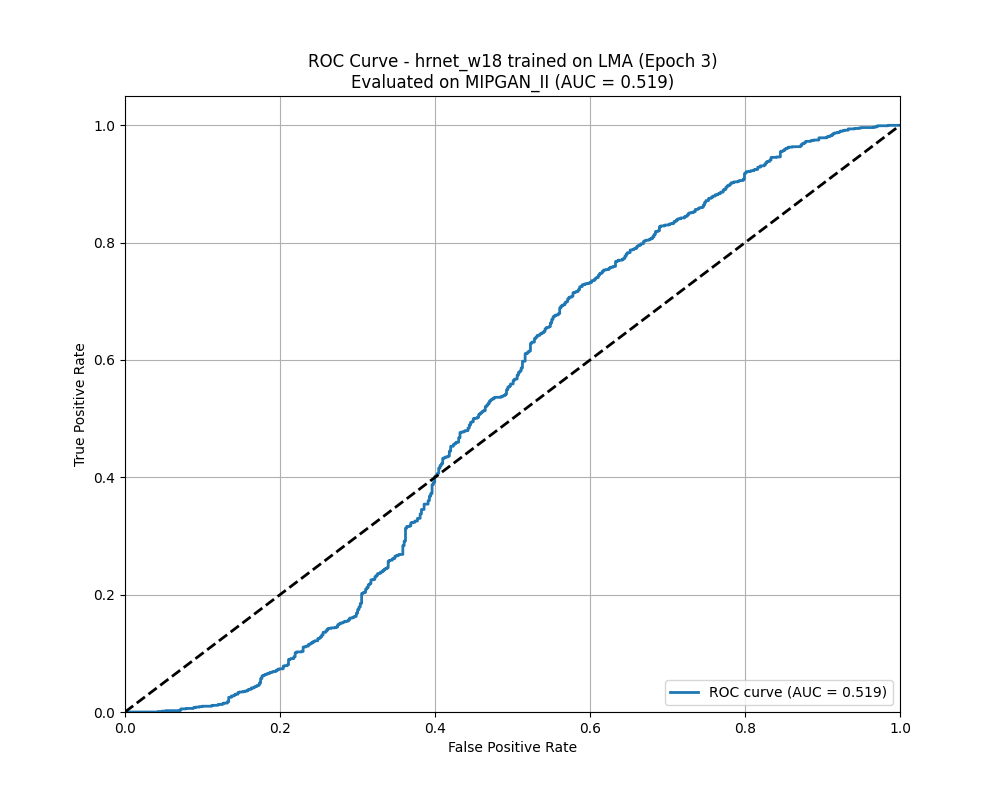 ROC Curve - hrnet_w18 trained on LMA (Epoch 3)
Evaluated on MIPGAN_II (AUC = 0.519)
1.0
0.8
0.6
0.4
0.2
0.0
True Positive Rate
0.0 0.2 0.4 0.6 0.8 1.0
False Positive Rate
ROC curve (AUC = 0.519)